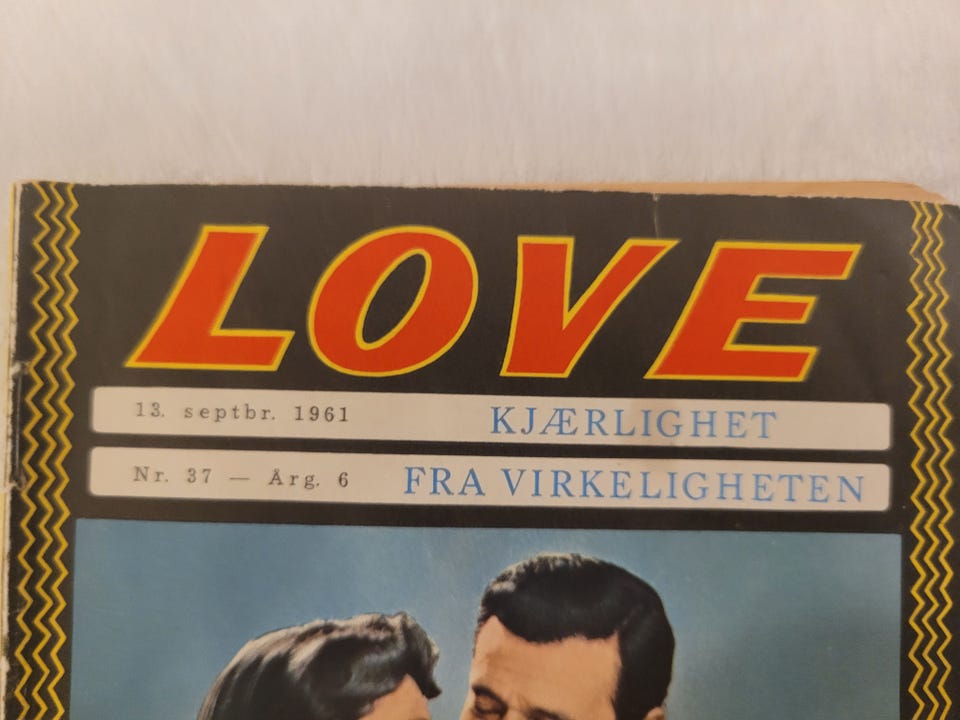 LOVE
13. septbr. 1961 KJÆRLIGHET
Nr. 37 — Årg. 6 FRA VIRKELIGHETEN